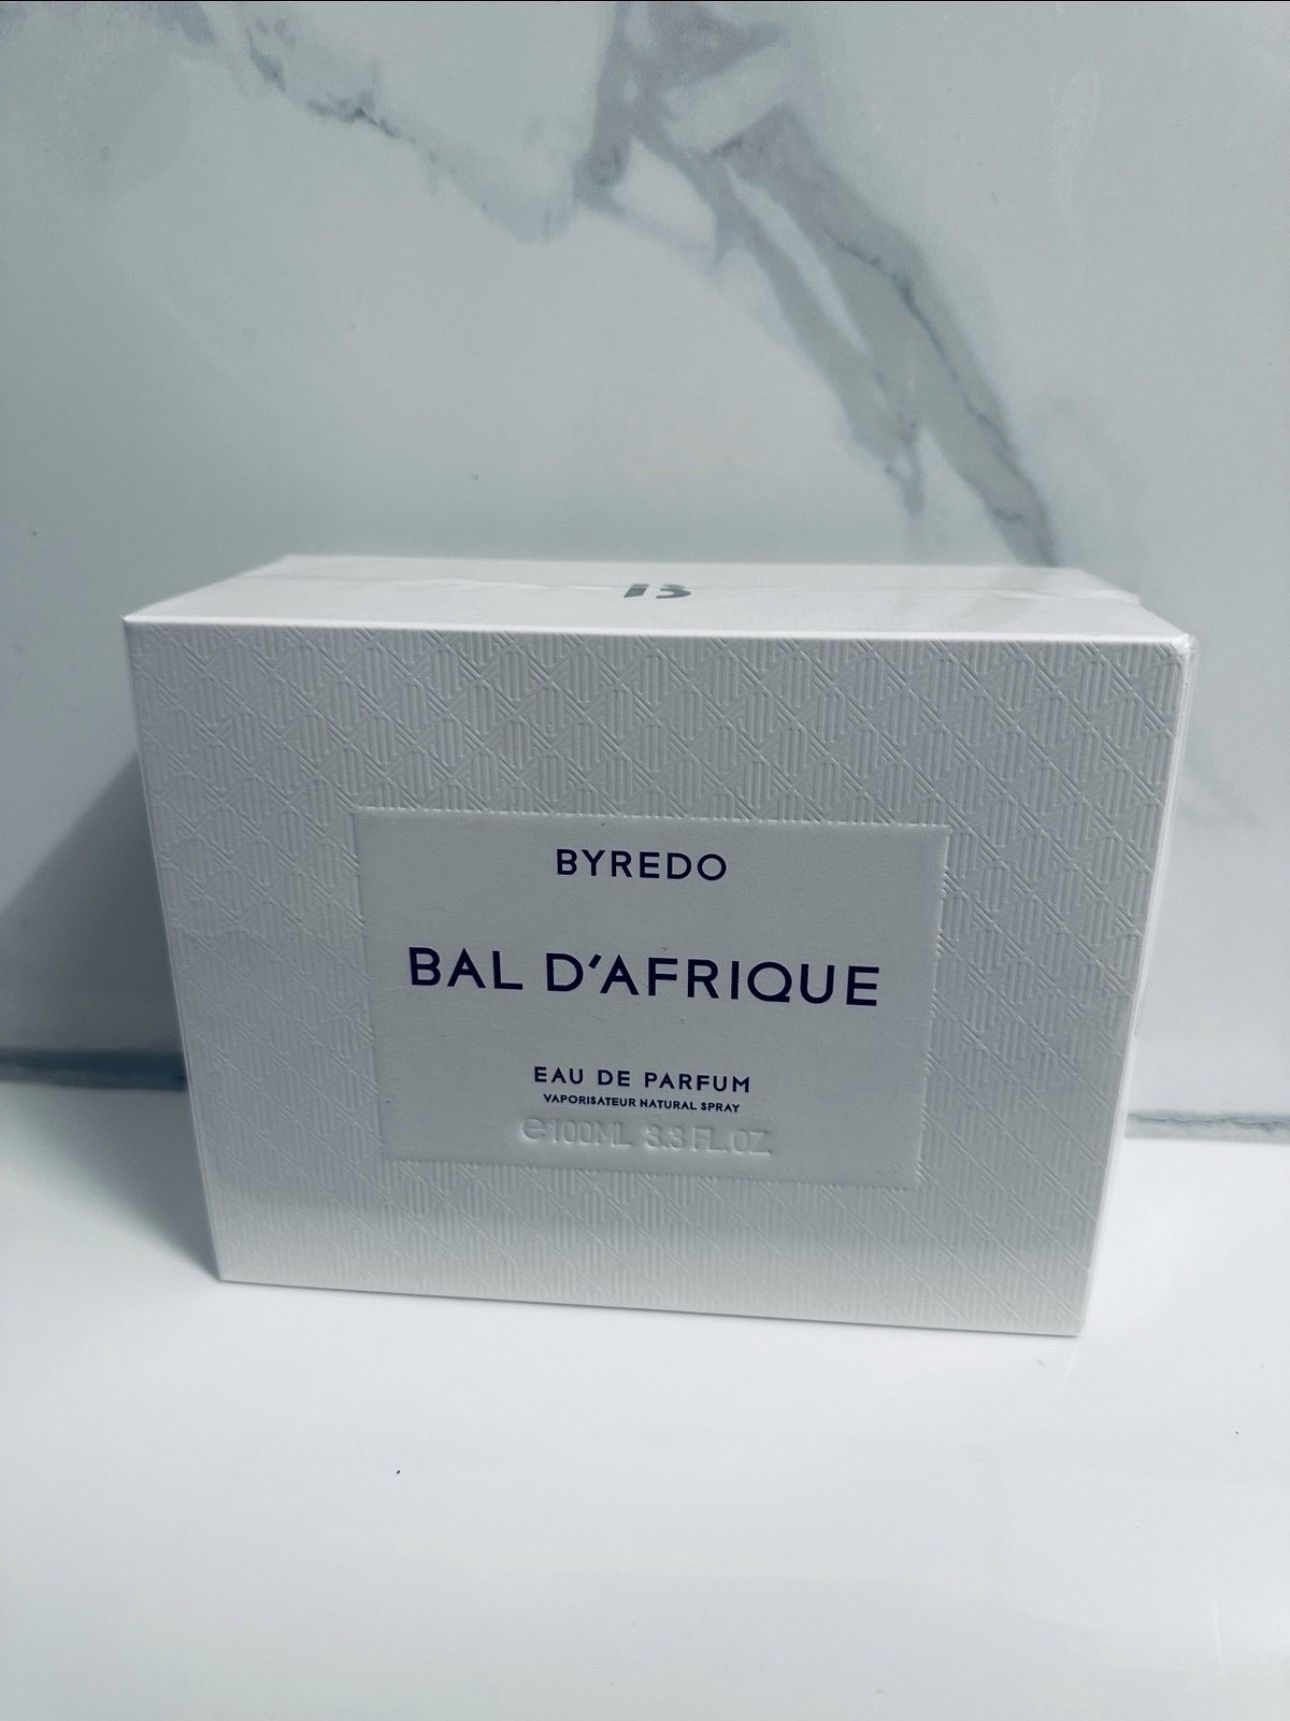 B
BYREDO
BAL D'AFRIQUE
EAU DE PARFUM
VAPORISATEUR NATURAL SPRAY
e 100ML 3.3 FL.OZ.